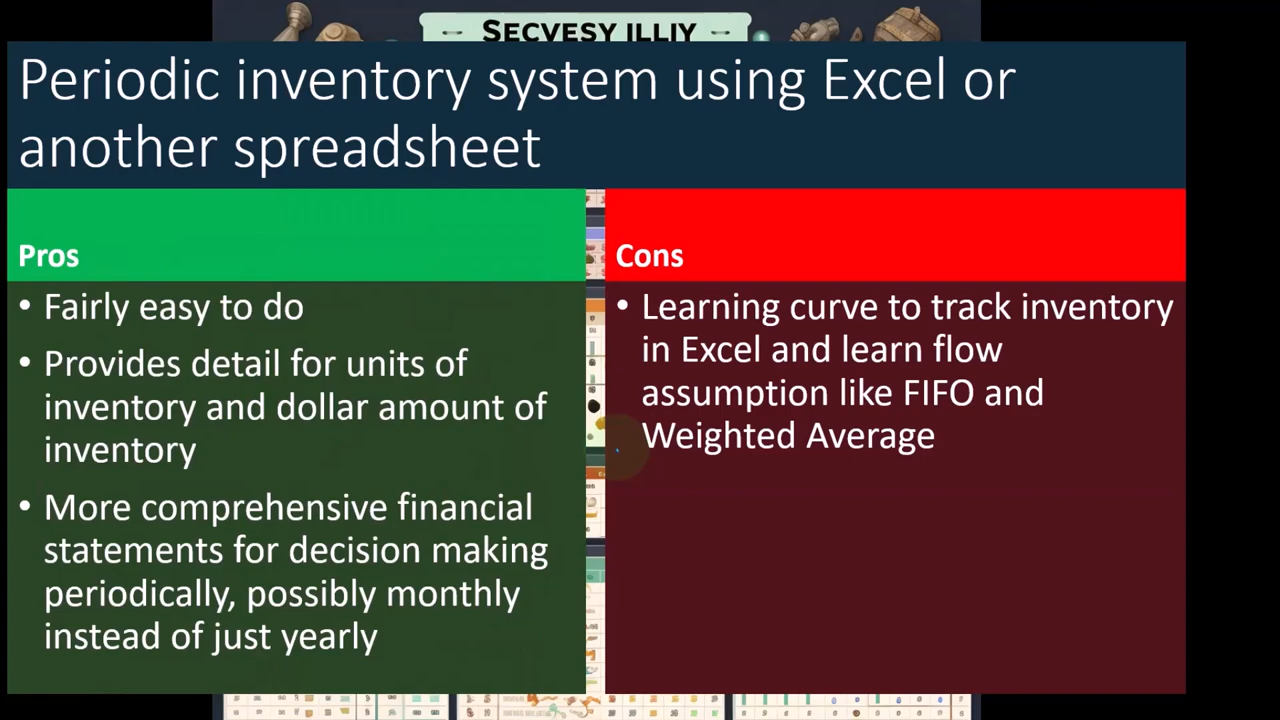 SECVESY ILLIY
Periodic inventory system using Excel or
another spreadsheet
Pros
• Fairly easy to do
• Provides detail for units of
inventory and dollar amount of
inventory
• More comprehensive financial
statements for decision making
periodically, possibly monthly
instead of just yearly
Cons
• Learning curve to track inventory
in Excel and learn flow
assumption like FIFO and
Weighted Average